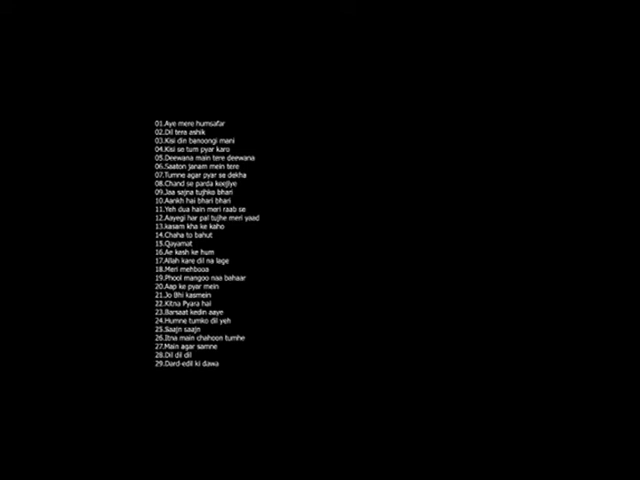 01.Aye mere humsafar
02.Dil tera ashik
03.Kisi din banoongi mani
04.Kisi se tum pyar karo
05.Deewana main tere deewana
06.Saaton janam mein tere
07.Tumne agar pyar se dekha
08.Chand se parda keejiye
09.Jaa sajna tujhko bhari
10.Aankh hai bhari bhari
11.Yeh dua hain meri raab se
12.Aayegi har pal tujhe meri yaad
13.kasam kha ke kaho
14.Chaha to bahut
15.Qayamat
16.Ae kash ke hum
17.Allah kare dil na lage
18.Meri mehbooa
19.Phool mangoo naa bahaar
20.Aap ke pyar mein
21.Jo Bhi kasmein
22.Kitna Pyara hai
23.Barsaat kedin aaye
24.Humne tumko dil yeh
25.Saajn saajn
26.Itna main chahoon tumhe
27.Main agar samne
28.Dil dil dil
29.Dard-edil ki dawa